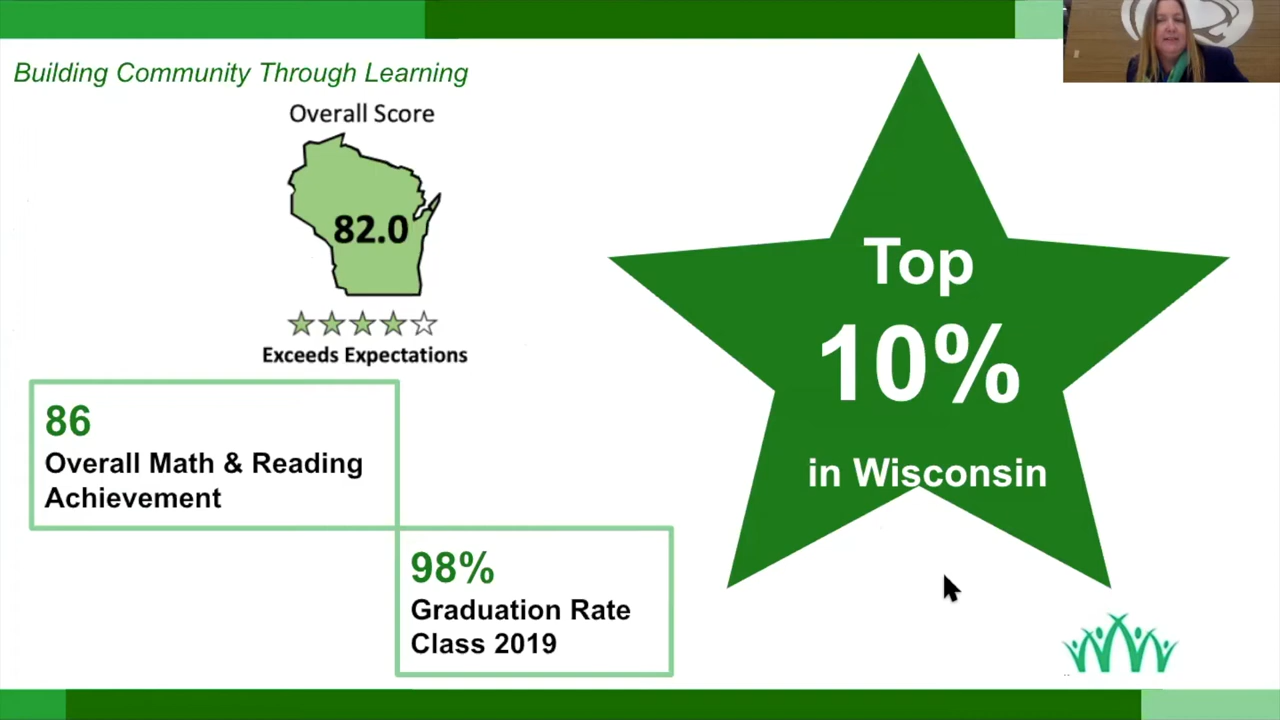 Building Community Through Learning
Overall Score
82.0
Exceeds Expectations
86
Overall Math & Reading
Achievement
98%
Graduation Rate
Class 2019
Top
10%
in Wisconsin